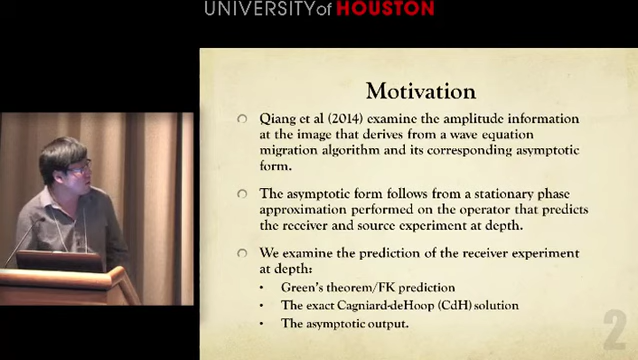 UNIVERSITY of HOUSTON
Motivation
Qiang et al (2014) examine the amplitude information
at the image that derives from a wave equation
migration algorithm and its corresponding asymptotic
form.
The asymptotic form follows from a stationary phase
approximation performed on the operator that predicts
the receiver and source experiment at depth.
We examine the prediction of the receiver experiment
at depth:
• Green's theorem/FK prediction
• The exact Cagniard-deHoop (CdH) solution
• The asymptotic output.
2